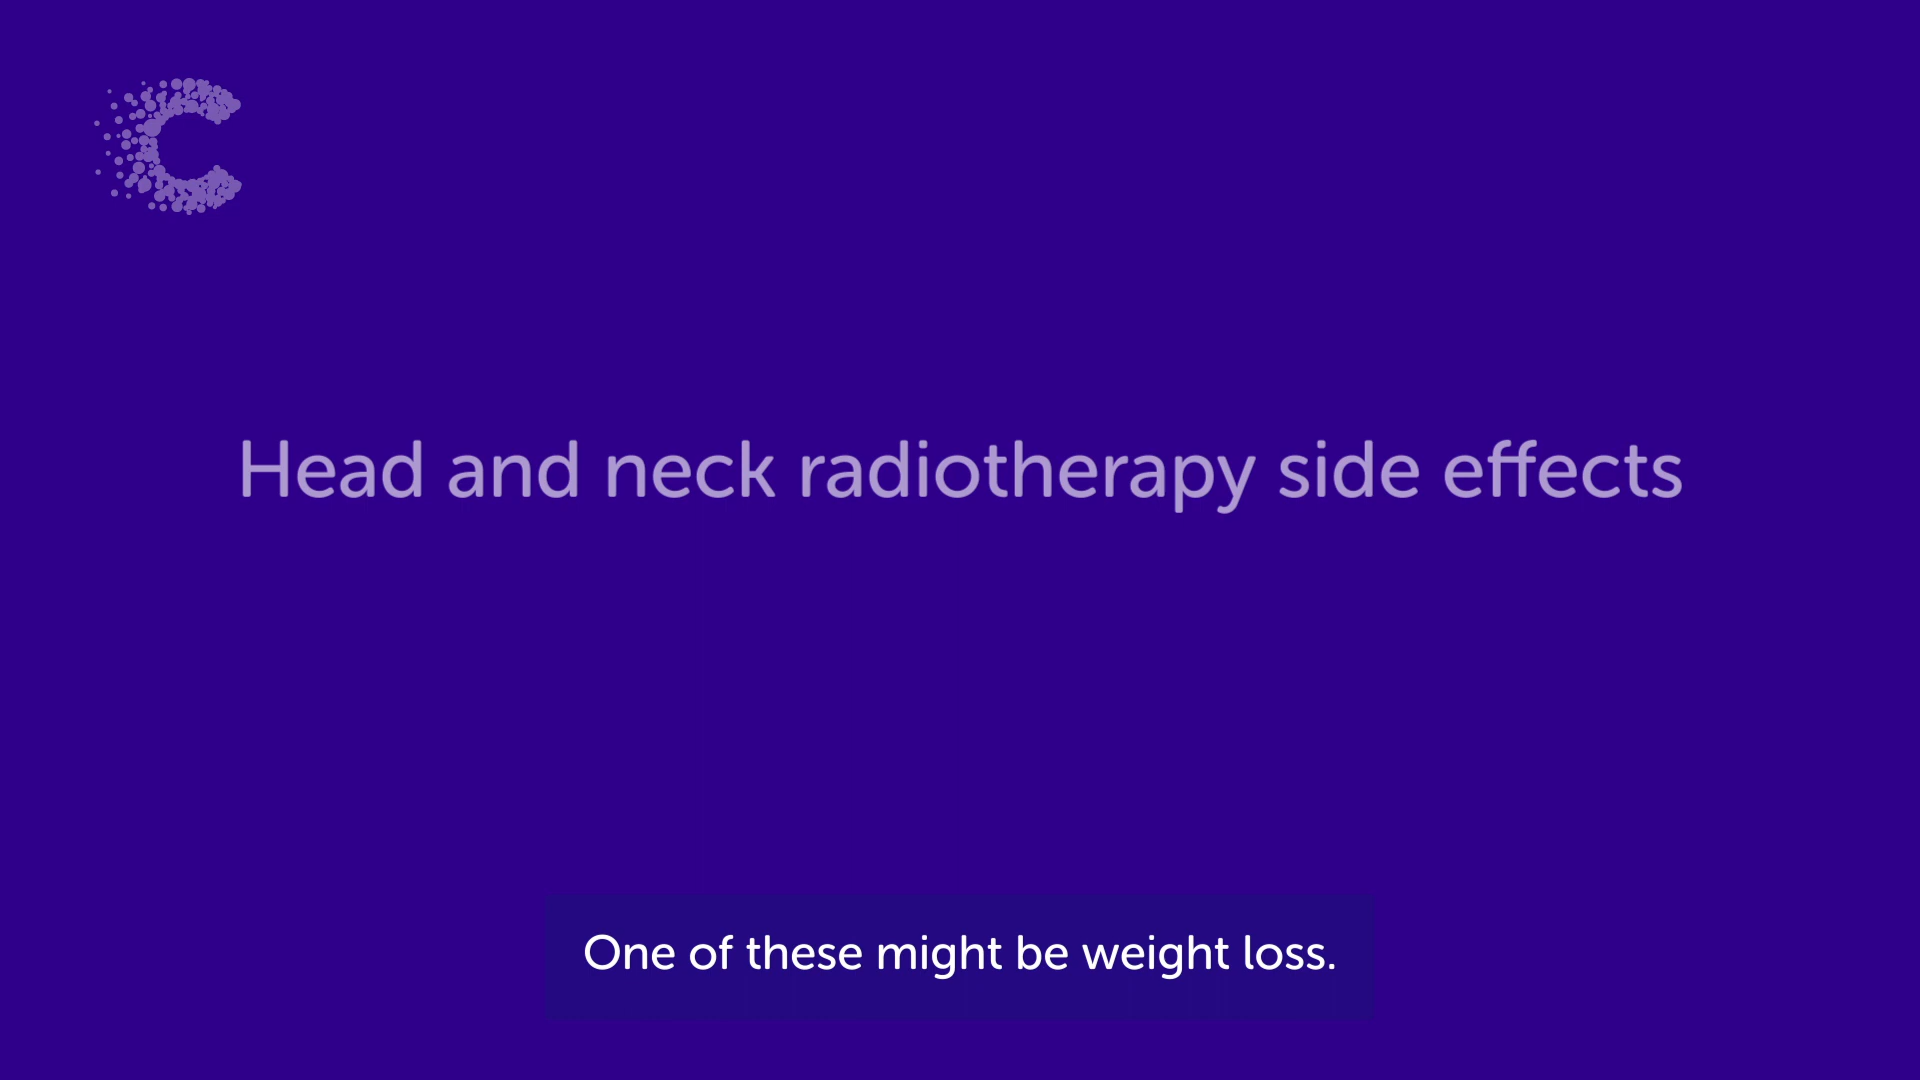 Head and neck radiotherapy side effects
One of these might be weight loss.